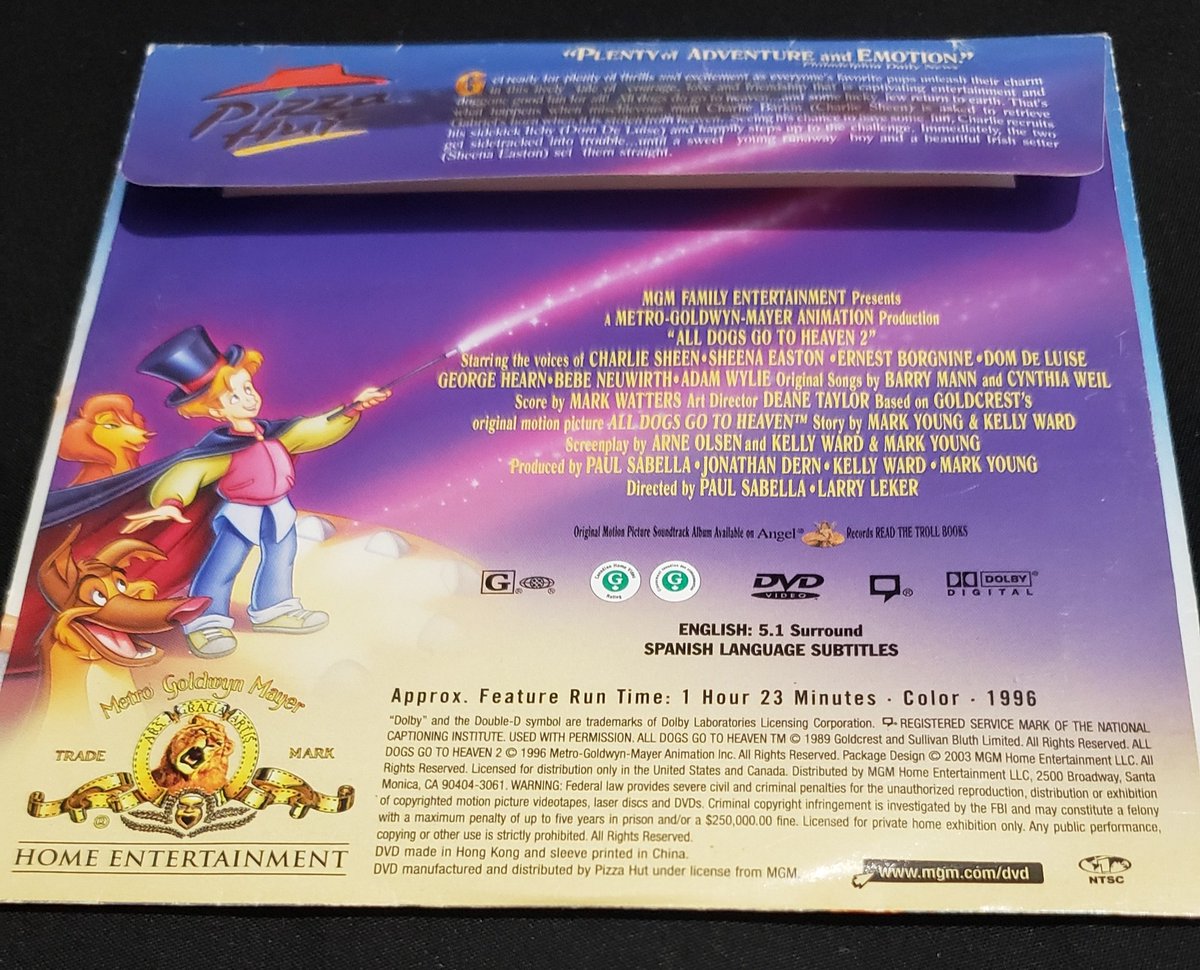 "PLENTY of ADVENTURE and EMOTION."
Philadelphia Daily News
Pizza Hut
Get ready for plenty of thrills and excitement as everyone's favorite pups unleash their charm
in this lively tale of captivating entertainment and
return to earth. That's
what retrieve
Charlie recruits
his sidekick Itchy (Dom De Luise) and happily steps up to the challenge. Immediately, the two
get sidetracked into trouble...until a sweet young runaway boy and a beautiful Irish setter
(Sheena Easton) set them straight.
MGM FAMILY ENTERTAINMENT Presents
A METRO-GOLDWYN-MAYER ANIMATION Production
"ALL DOGS GO TO HEAVEN 2"
Starring the voices of CHARLIE SHEEN • SHEENA EASTON • ERNEST BORGNINE • DOM DE LUISE
GEORGE HEARN • BEBE NEUWIRTH • ADAM WYLIE Original Songs by BARRY MANN and CYNTHIA WEIL
Score by MARK WATTERS Art Director DEANE TAYLOR Based on GOLDCREST's
original motion picture ALL DOGS GO TO HEAVEN™ Story by MARK YOUNG & KELLY WARD
Screenplay by ARNE OLSEN and KELLY WARD & MARK YOUNG
Produced by PAUL SABELLA • JONATHAN DERN • KELLY WARD • MARK YOUNG
Directed by PAUL SABELLA • LARRY LEKER
Original Motion Picture Soundtrack Album Available on Angel® Records READ THE TROLL BOOKS
G ® Canadian Home Video Rating G G DVD VIDEO ® DOLBY® DIGITAL
ENGLISH: 5.1 Surround
SPANISH LANGUAGE SUBTITLES
Metro Goldwyn Mayer
ARS GRATIA ARTIS
TRADE MARK
®
HOME ENTERTAINMENT
Approx. Feature Run Time: 1 Hour 23 Minutes · Color · 1996
"Dolby" and the Double-D symbol are trademarks of Dolby Laboratories Licensing Corporation. - REGISTERED SERVICE MARK OF THE NATIONAL
CAPTIONING INSTITUTE. USED WITH PERMISSION. ALL DOGS GO TO HEAVEN TM © 1989 Goldcrest and Sullivan Bluth Limited. All Rights Reserved. ALL
DOGS GO TO HEAVEN 2 © 1996 Metro-Goldwyn-Mayer Animation Inc. All Rights Reserved. Package Design © 2003 MGM Home Entertainment LLC. All
Rights Reserved. Licensed for distribution only in the United States and Canada. Distributed by MGM Home Entertainment LLC, 2500 Broadway, Santa
Monica, CA 90404-3061. WARNING: Federal law provides severe civil and criminal penalties for the unauthorized reproduction, distribution or exhibition
of copyrighted motion picture videotapes, laser discs and DVDs. Criminal copyright infringement is investigated by the FBI and may constitute a felony
with a maximum penalty of up to five years in prison and/or a $250,000.00 fine. Licensed for private home exhibition only. Any public performance,
copying or other use is strictly prohibited. All Rights Reserved.
DVD made in Hong Kong and sleeve printed in China.
DVD manufactured and distributed by Pizza Hut under license from MGM.
www.mgm.com/dvd
NTSC